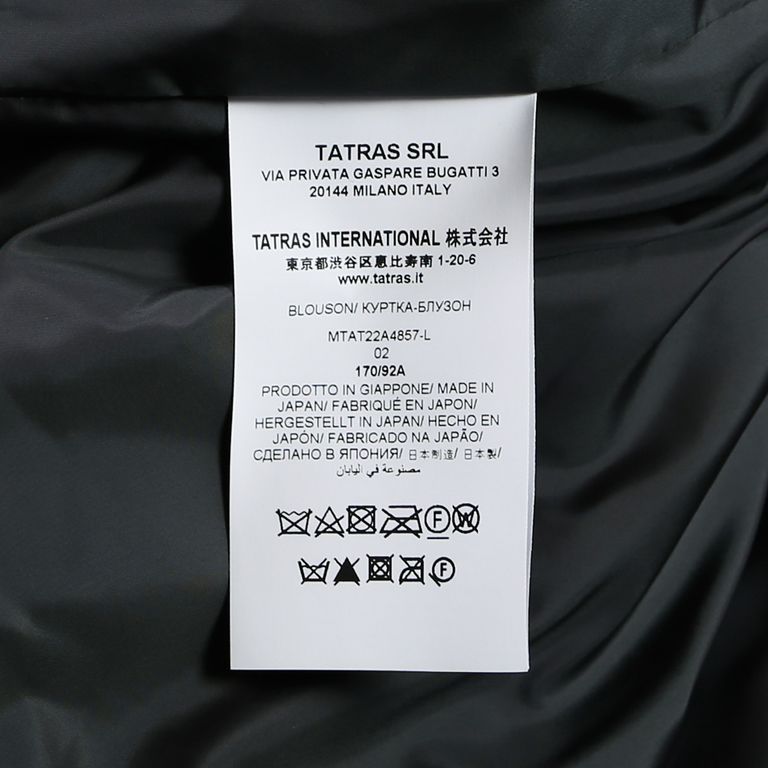 TATRAS SRL
VIA PRIVATA GASPARE BUGATTI 3
20144 MILANO ITALY
TATRAS INTERNATIONAL 株式会社
東京都渋谷区恵比寿南 1-20-6
www.tatras.it
BLOUSON/ КУРТКА-БЛУЗОН
MTAT22A4857-L
02
170/92A
PRODOTTO IN GIAPPONE/ MADE IN
JAPAN/ FABRIQUÉ EN JAPON/
HERGESTELLT IN JAPAN/ HECHO EN
JAPÓN/ FABRICADO NA JAPÃO/
СДЕЛАНО В ЯПОНИЯ/ 日本制造/ 日本製/
مصنوعة في اليابان
F W
F